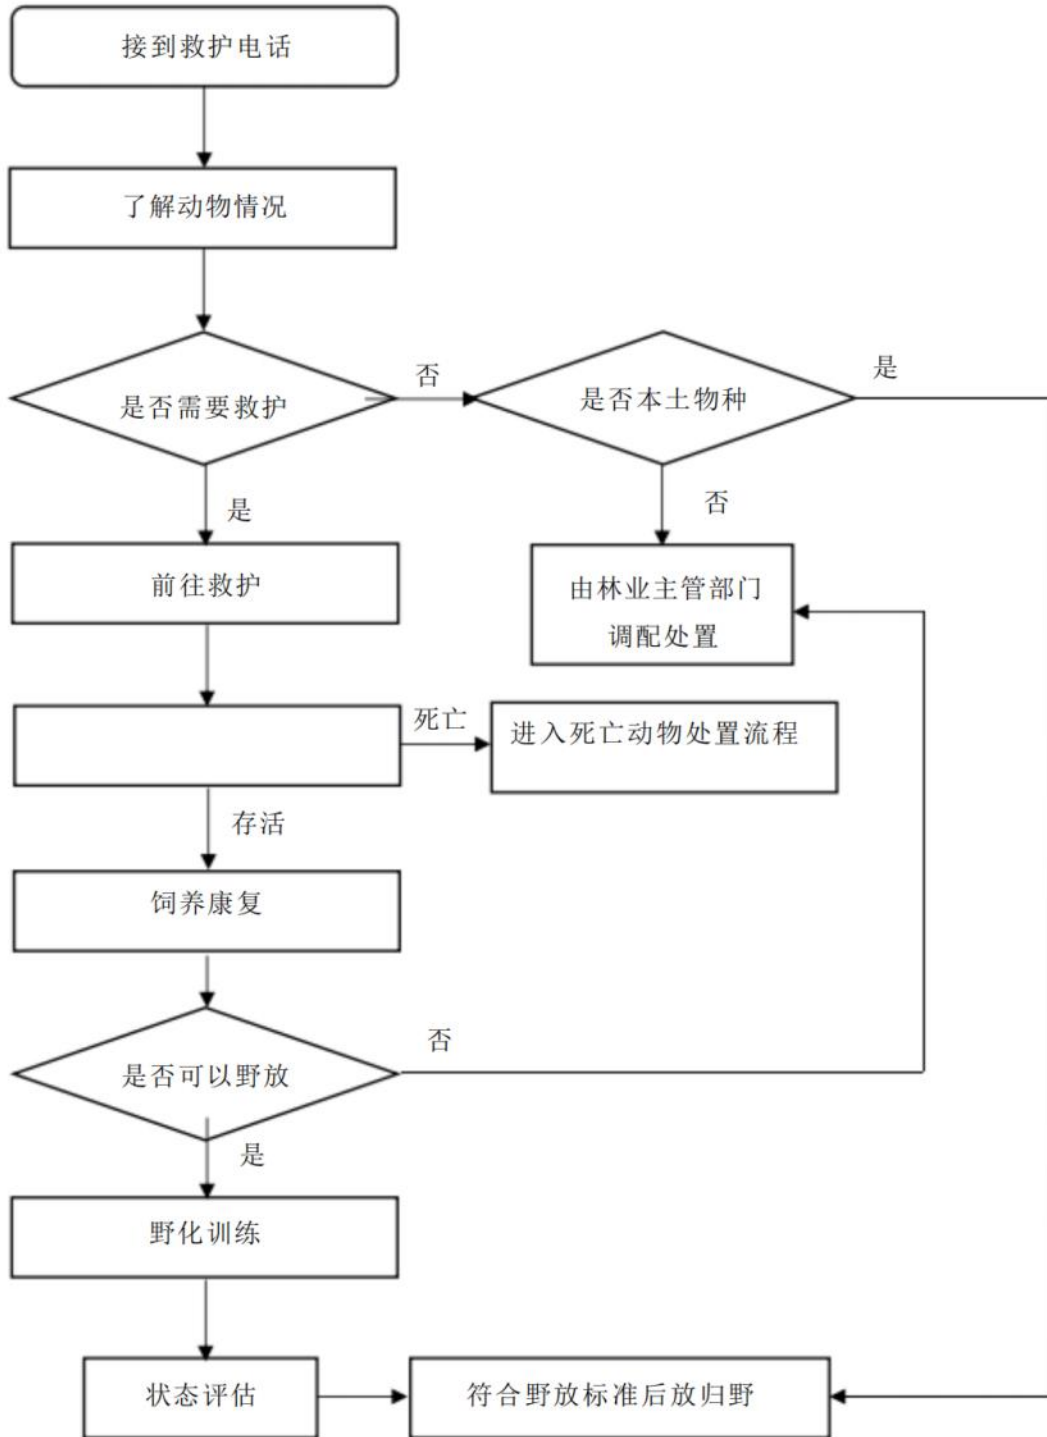 接到救护电话
了解动物情况
是否需要救护
否
是否本土物种
是
是
否
前往救护
由林业主管部门
调配处置
死亡
进入死亡动物处置流程
存活
饲养康复
是否可以野放
否
是
野化训练
状态评估
符合野放标准后放归野